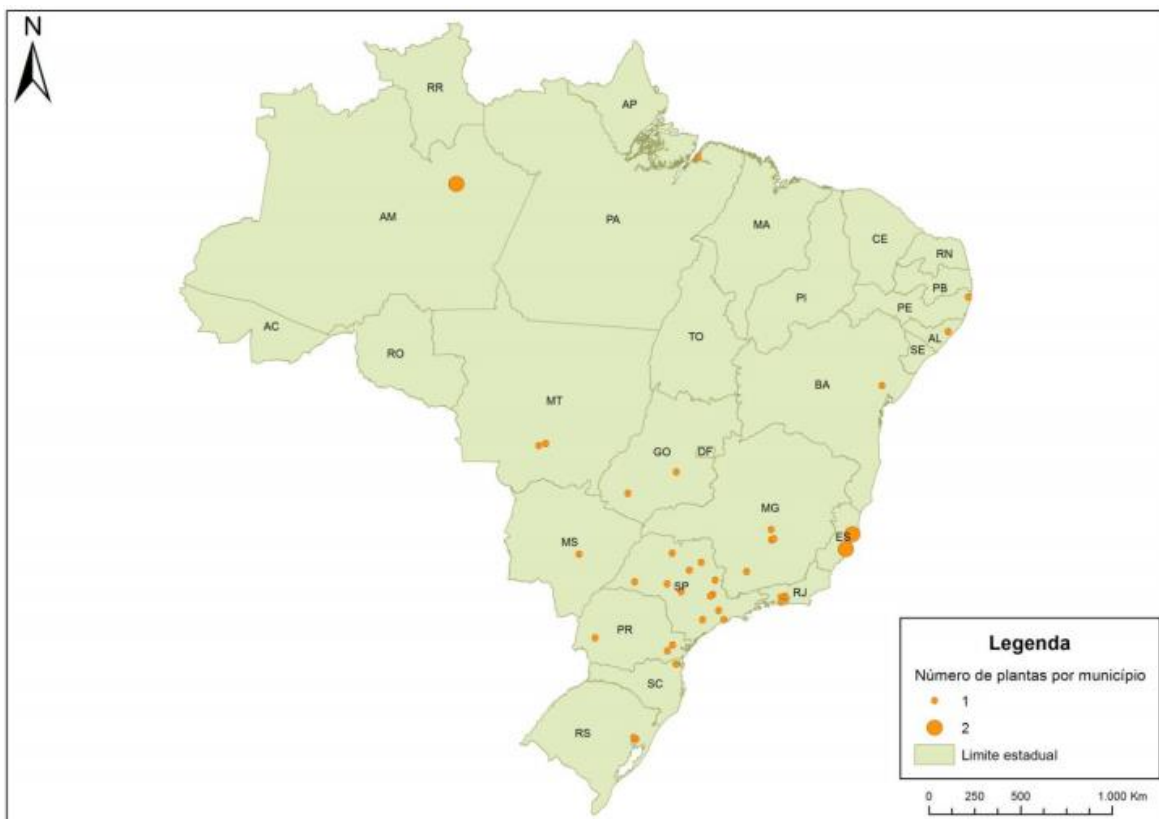 N
RR
AP
AM
PA
MA
CE
RN
PB
PE
PI
AL
SE
AC
TO
RO
BA
MT
GO
DF
MG
ES
MS
SP
RJ
PR
SC
RS
Legenda
Número de plantas por município
1
2
Limite estadual
0 250 500 1.000 Km